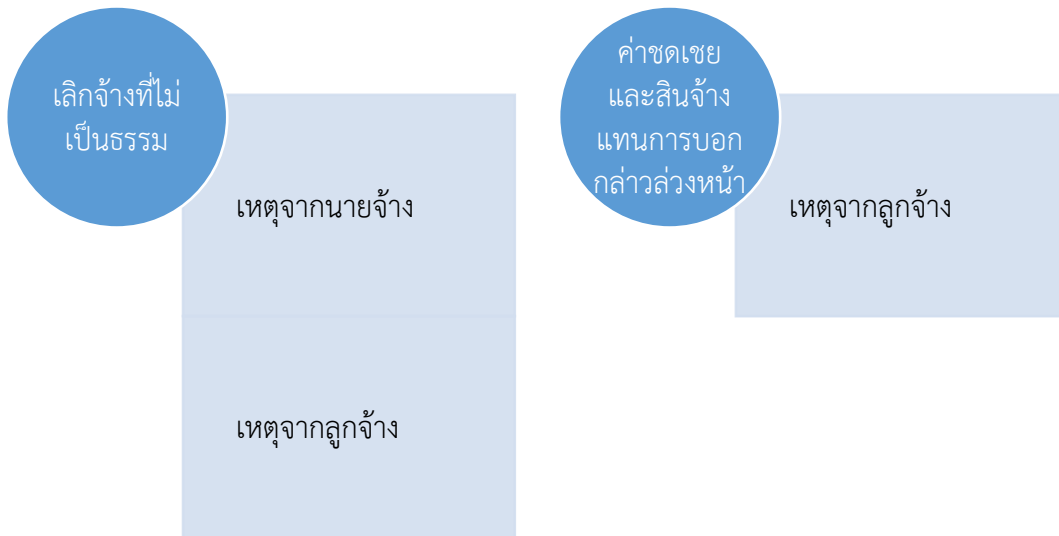 เลิกจ้างที่ไม่
เป็นธรรม
เหตุจากนายจ้าง
เหตุจากลูกจ้าง
ค่าชดเชย
และสินจ้าง
แทนการบอก
กล่าวล่วงหน้า
เหตุจากลูกจ้าง